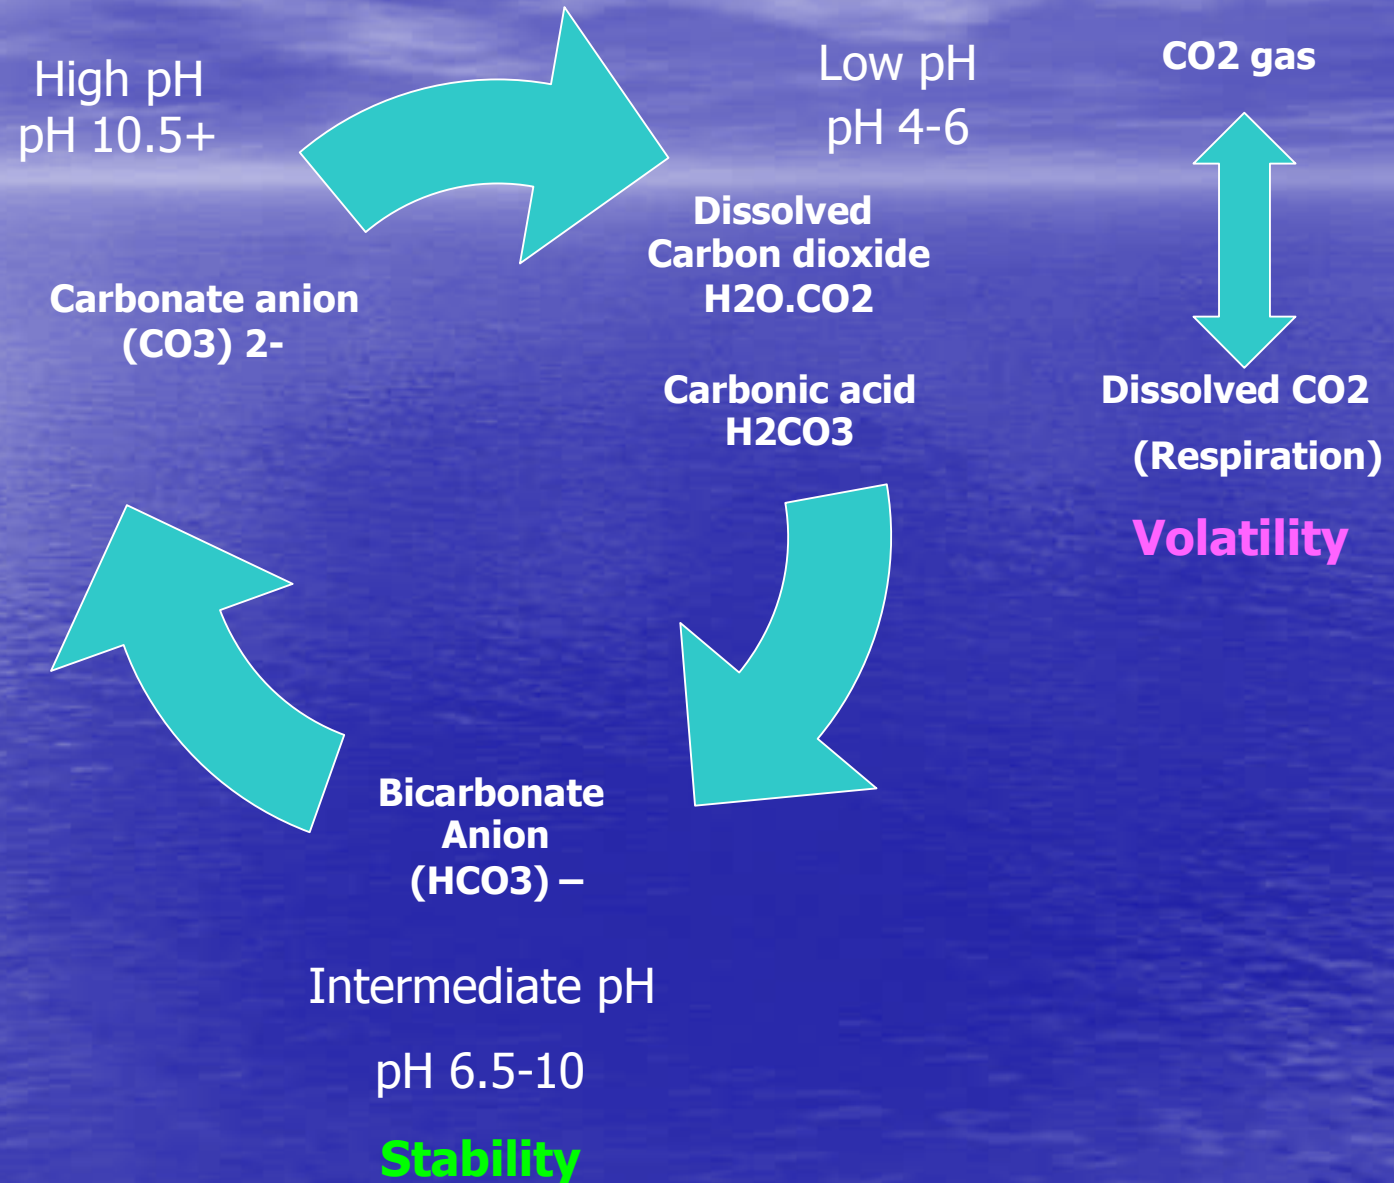 High pH
pH 10.5+
Low pH
pH 4-6
CO2 gas
Carbonate anion
(CO3) 2-
Dissolved
Carbon dioxide
H2O.CO2
Carbonic acid
H2CO3
Dissolved CO2
(Respiration)
Volatility
Bicarbonate
Anion
(HCO3) –
Intermediate pH
pH 6.5-10
Stability